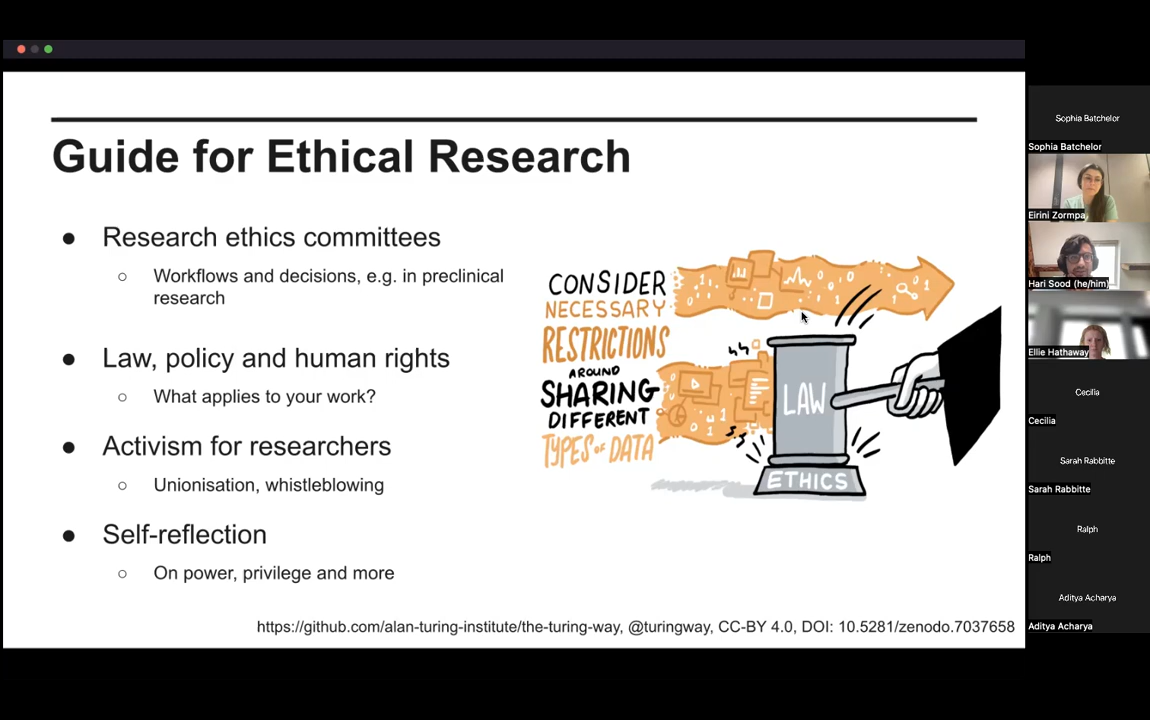 Guide for Ethical Research
● Research ethics committees
○ Workflows and decisions, e.g. in preclinical
research
● Law, policy and human rights
○ What applies to your work?
● Activism for researchers
○ Unionisation, whistleblowing
● Self-reflection
○ On power, privilege and more
CONSIDER
NECESSARY
RESTRICTIONS
AROUND
SHARING
DIFFERENT
TYPES OF DATA
LAW
ETHICS
https://github.com/alan-turing-institute/the-turing-way, @turingway, CC-BY 4.0, DOI: 10.5281/zenodo.7037658
Sophia Batchelor
Sophia Batchelor
Eirini Zormpa
Hari Sood (he/him)
Ellie Hathaway
Cecilia
Cecilia
Sarah Rabbitte
Sarah Rabbitte
Ralph
Ralph
Aditya Acharya
Aditya Acharya